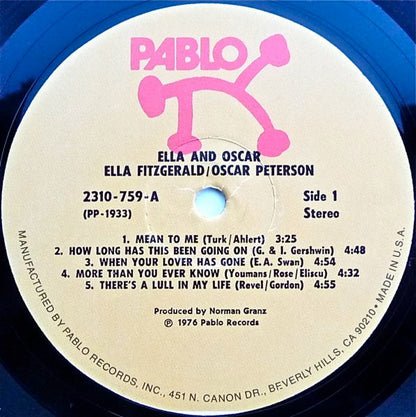 PABLO
ELLA AND OSCAR
ELLA FITZGERALD/OSCAR PETERSON
2310-759-A Side 1
(PP-1933) Stereo
1. MEAN TO ME (Turk/Ahlert) 3:25
2. HOW LONG HAS THIS BEEN GOING ON (G. & I. Gershwin) 4:48
3. WHEN YOUR LOVER HAS GONE (E.A. Swan) 4:54
4. MORE THAN YOU EVER KNOW (Youmans/Rose/Eliscu) 4:32
5. THERE'S A LULL IN MY LIFE (Revel/Gordon) 4:55
Produced by Norman Granz
℗ 1976 Pablo Records
MANUFACTURED BY PABLO RECORDS, INC., 451 N. CANON DR., BEVERLY HILLS, CA 90210 • MADE IN U.S.A.